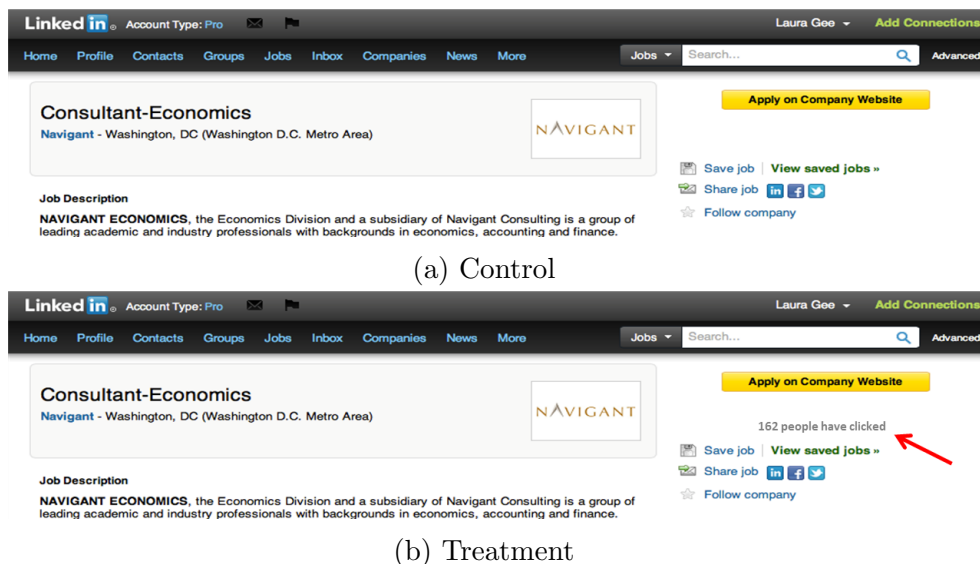 Linked in ® Account Type: Pro Laura Gee Add Connections
Home Profile Contacts Groups Jobs Inbox Companies News More Jobs Search... Advanced
Consultant-Economics
Navigant - Washington, DC (Washington D.C. Metro Area)
NAVIGANT
Apply on Company Website
Save job View saved jobs »
Share job in f
Follow company
Job Description
NAVIGANT ECONOMICS, the Economics Division and a subsidiary of Navigant Consulting is a group of
leading academic and industry professionals with backgrounds in economics, accounting and finance.
(a) Control
Linked in ® Account Type: Pro Laura Gee Add Connections
Home Profile Contacts Groups Jobs Inbox Companies News More Jobs Search... Advanced
Consultant-Economics
Navigant - Washington, DC (Washington D.C. Metro Area)
NAVIGANT
Apply on Company Website
162 people have clicked
Save job View saved jobs »
Share job in f
Follow company
Job Description
NAVIGANT ECONOMICS, the Economics Division and a subsidiary of Navigant Consulting is a group of
leading academic and industry professionals with backgrounds in economics, accounting and finance.
(b) Treatment